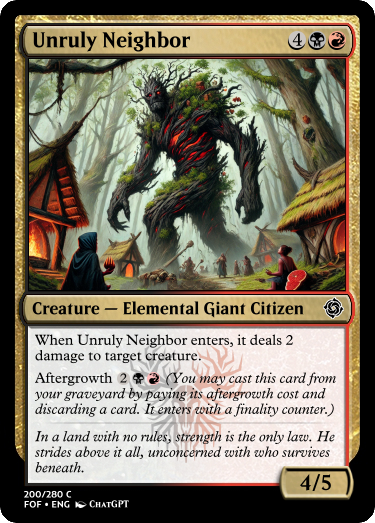 Unruly Neighbor 4
Creature — Elemental Giant Citizen
When Unruly Neighbor enters, it deals 2
damage to target creature.
Aftergrowth 2 (You may cast this card from
your graveyard by paying its aftergrowth cost and
discarding a card. It enters with a finality counter.)
In a land with no rules, strength is the only law. He
strides above it all, unconcerned with who survives
beneath.
4/5
200/280 C
FOF • ENG ChatGPT